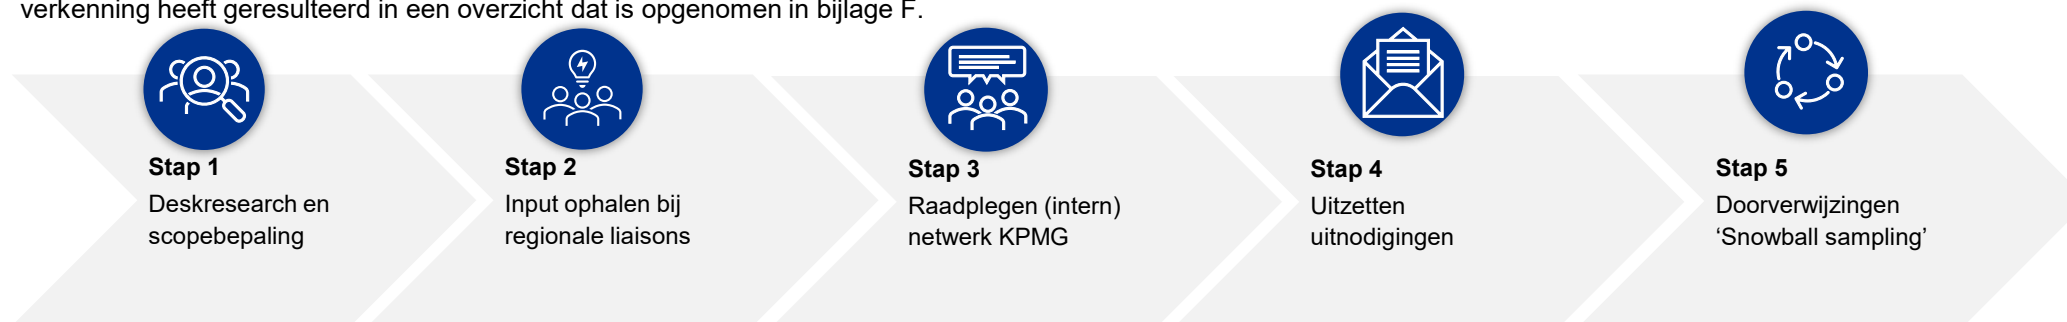 verkenning heeft geresulteerd in een overzicht dat is opgenomen in bijlage F.
Stap 1
Deskresearch en
scopebepaling
Stap 2
Input ophalen bij
regionale liaisons
Stap 3
Raadplegen (intern)
netwerk KPMG
Stap 4
Uitzetten
uitnodigingen
Stap 5
Doorverwijzingen
‘Snowball sampling’